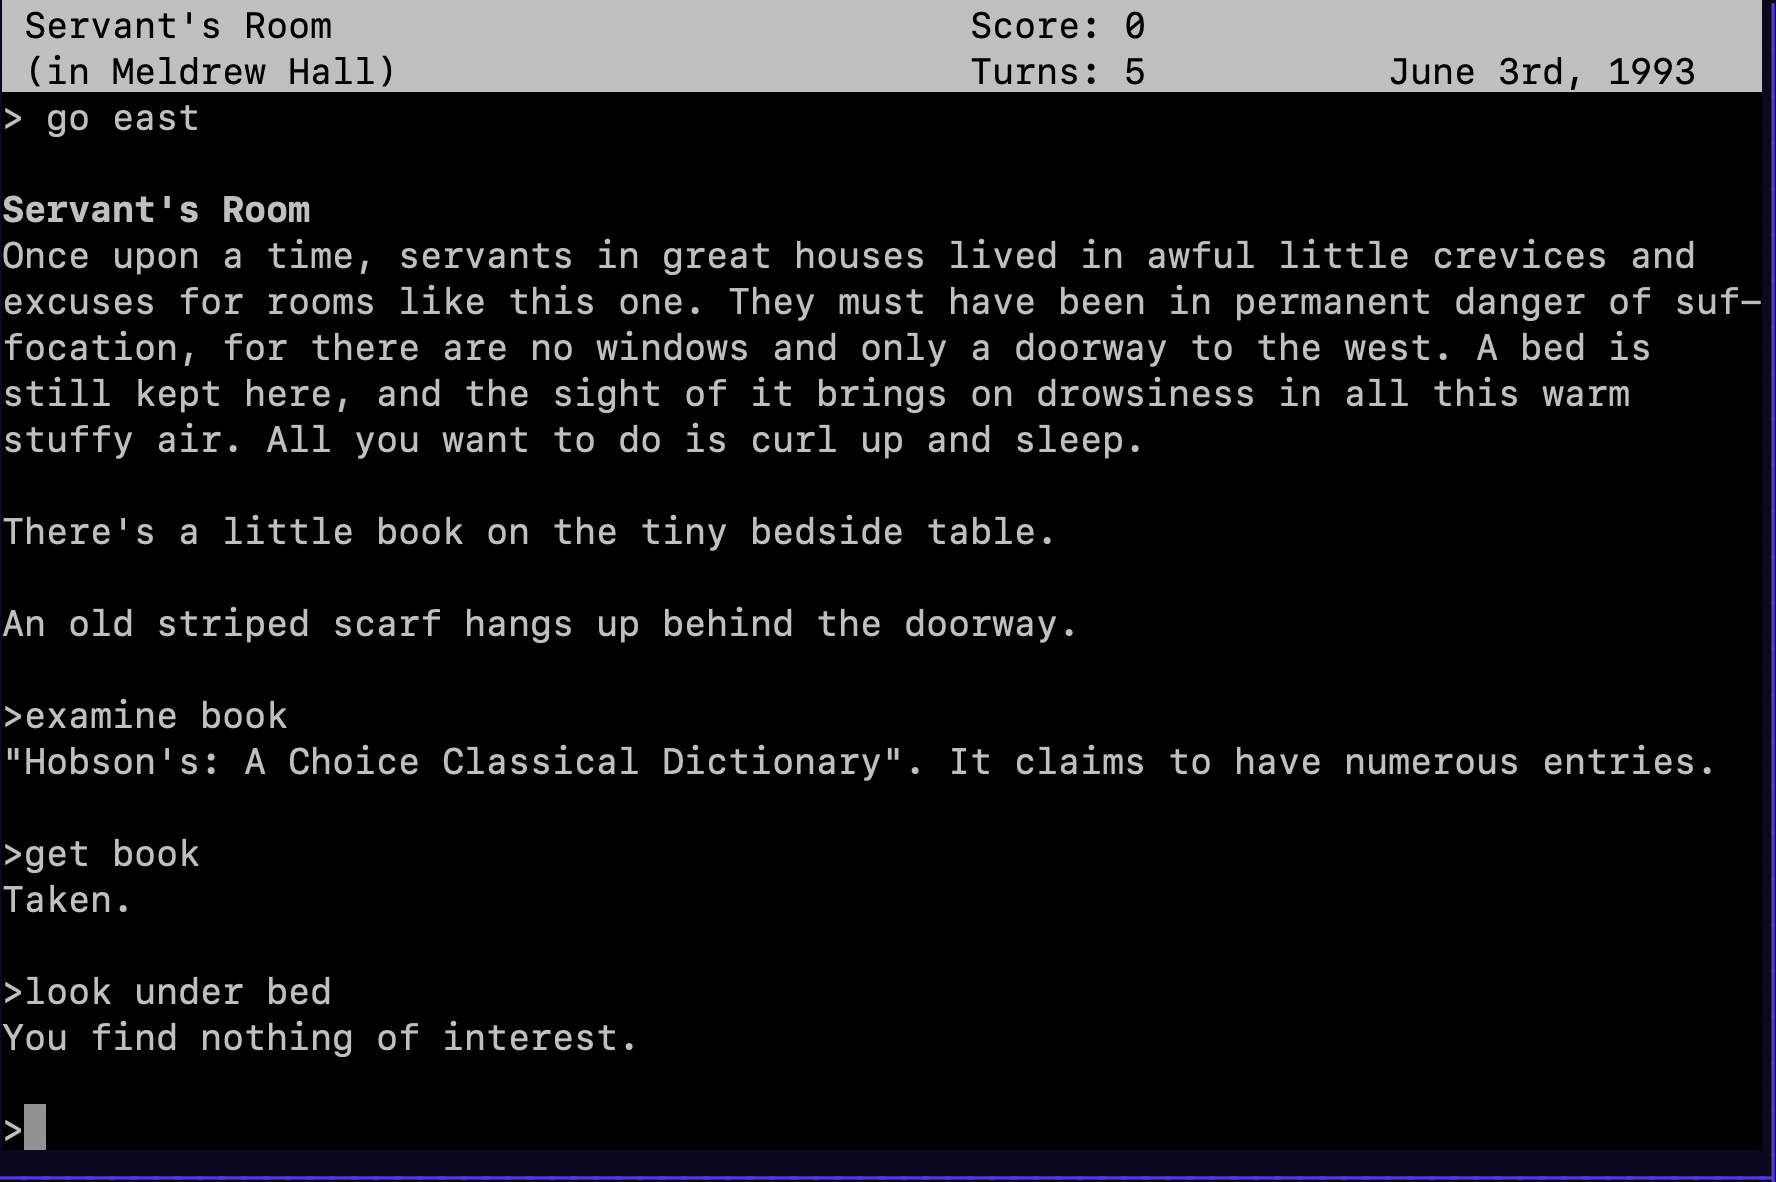 Servant's Room Score: 0
(in Meldrew Hall) Turns: 5 June 3rd, 1993
> go east
Servant's Room
Once upon a time, servants in great houses lived in awful little crevices and
excuses for rooms like this one. They must have been in permanent danger of suf-
focation, for there are no windows and only a doorway to the west. A bed is
still kept here, and the sight of it brings on drowsiness in all this warm
stuffy air. All you want to do is curl up and sleep.
There's a little book on the tiny bedside table.
An old striped scarf hangs up behind the doorway.
>examine book
"Hobson's: A Choice Classical Dictionary". It claims to have numerous entries.
>get book
Taken.
>look under bed
You find nothing of interest.
>